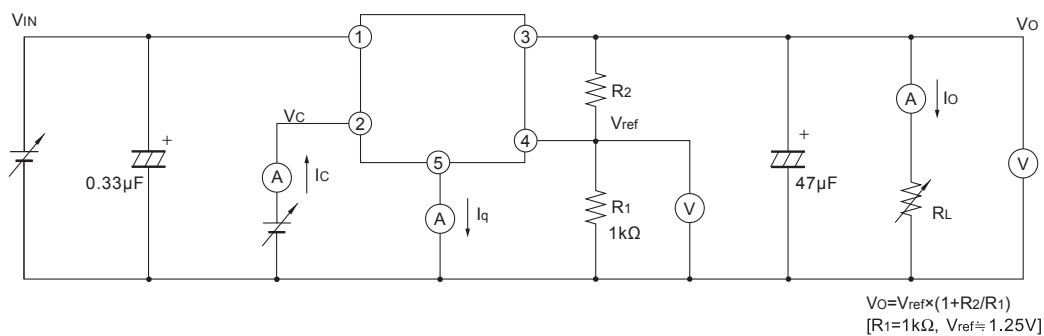 VIN
VO
1
3
R2
A
IO
VC
2
4
Vref
5
0.33μF
A
IC
A
Iq
R1
1kΩ
V
47μF
RL
V
VO=Vref×(1+R2/R1)
[R1=1kΩ, Vref≒1.25V]